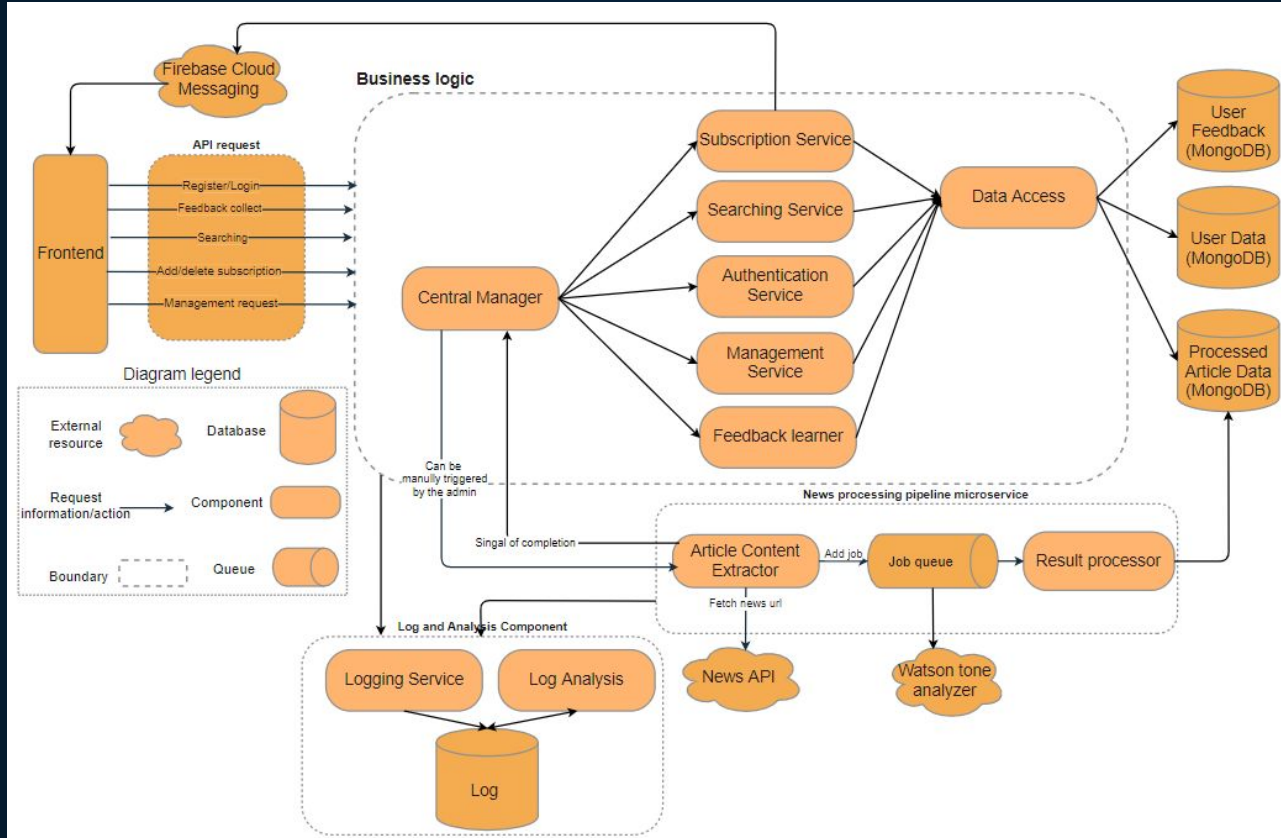 Firebase Cloud
Messaging
Business logic
API request
Register/Login
Feedback collect
Searching
Add/delete subscription
Management request
Frontend
Central Manager
Subscription Service
Searching Service
Authentication
Service
Management
Service
Feedback learner
Data Access
User
Feedback
(MongoDB)
User Data
(MongoDB)
Processed
Article Data
(MongoDB)
Diagram legend
External
resource
Database
Request
information/action
Component
Boundary
Queue
Can be
manully triggered
by the admin
Singal of completion
News processing pipeline microservice
Article Content
Extractor
Add job
Job queue
Result processor
Fetch news url
News API
Watson tone
analyzer
Log and Analysis Component
Logging Service
Log Analysis
Log